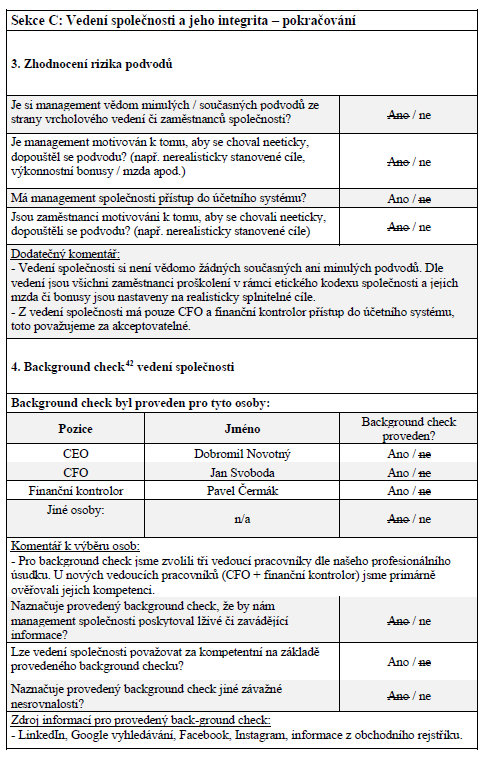 Sekce C: Vedení společnosti a jeho integrita – pokračování
3. Zhodnocení rizika podvodů
Je si management vědom minulých / současných podvodů ze
strany vrcholového vedení či zaměstnanců společnosti?
Ano / ne
Je management motivován k tomu, aby se choval neeticky,
dopouštěl se podvodu? (např. nerealisticky stanovené cíle,
výkonnostní bonusy / mzda apod.)
Ano / ne
Má management společnosti přístup do účetního systému?
Ano / ne
Jsou zaměstnanci motivováni k tomu, aby se chovali neeticky,
dopouštěli se podvodu? (např. nerealisticky stanovené cíle)
Ano / ne
Dodatečný komentář:
- Vedení společnosti si není vědomo žádných současných ani minulých podvodů. Dle
vedení jsou všichni zaměstnanci proškolení v rámci etického kodexu společnosti a jejich
mzda či bonusy jsou nastaveny na realisticky splnitelné cíle.
- Z vedení společnosti má pouze CFO a finanční kontrolor přístup do účetního systému,
toto považujeme za akceptovatelné.
4. Background check42 vedení společnosti
Background check byl proveden pro tyto osoby:
Pozice Jméno Background check
proveden?
CEO Dobromil Novotný Ano / ne
CFO Jan Svoboda Ano / ne
Finanční kontrolor Pavel Čermák Ano / ne
Jiné osoby: n/a Ano / ne
Komentář k výběru osob:
- Pro background check jsme zvolili tři vedoucí pracovníky dle našeho profesionálního
úsudku. U nových vedoucích pracovníků (CFO + finanční kontrolor) jsme primárně
ověřovali jejich kompetenci.
Naznačuje provedený background check, že by nám
management společnosti poskytoval lživé či zavádějící
informace?
Ano / ne
Lze vedení společnosti považovat za kompetentní na základě
provedeného background checku?
Ano / ne
Naznačuje provedený background check jiné závažné
nesrovnalosti?
Ano / ne
Zdroj informací pro provedený back-ground check:
- LinkedIn, Google vyhledávání, Facebook, Instagram, informace z obchodního rejstříku.